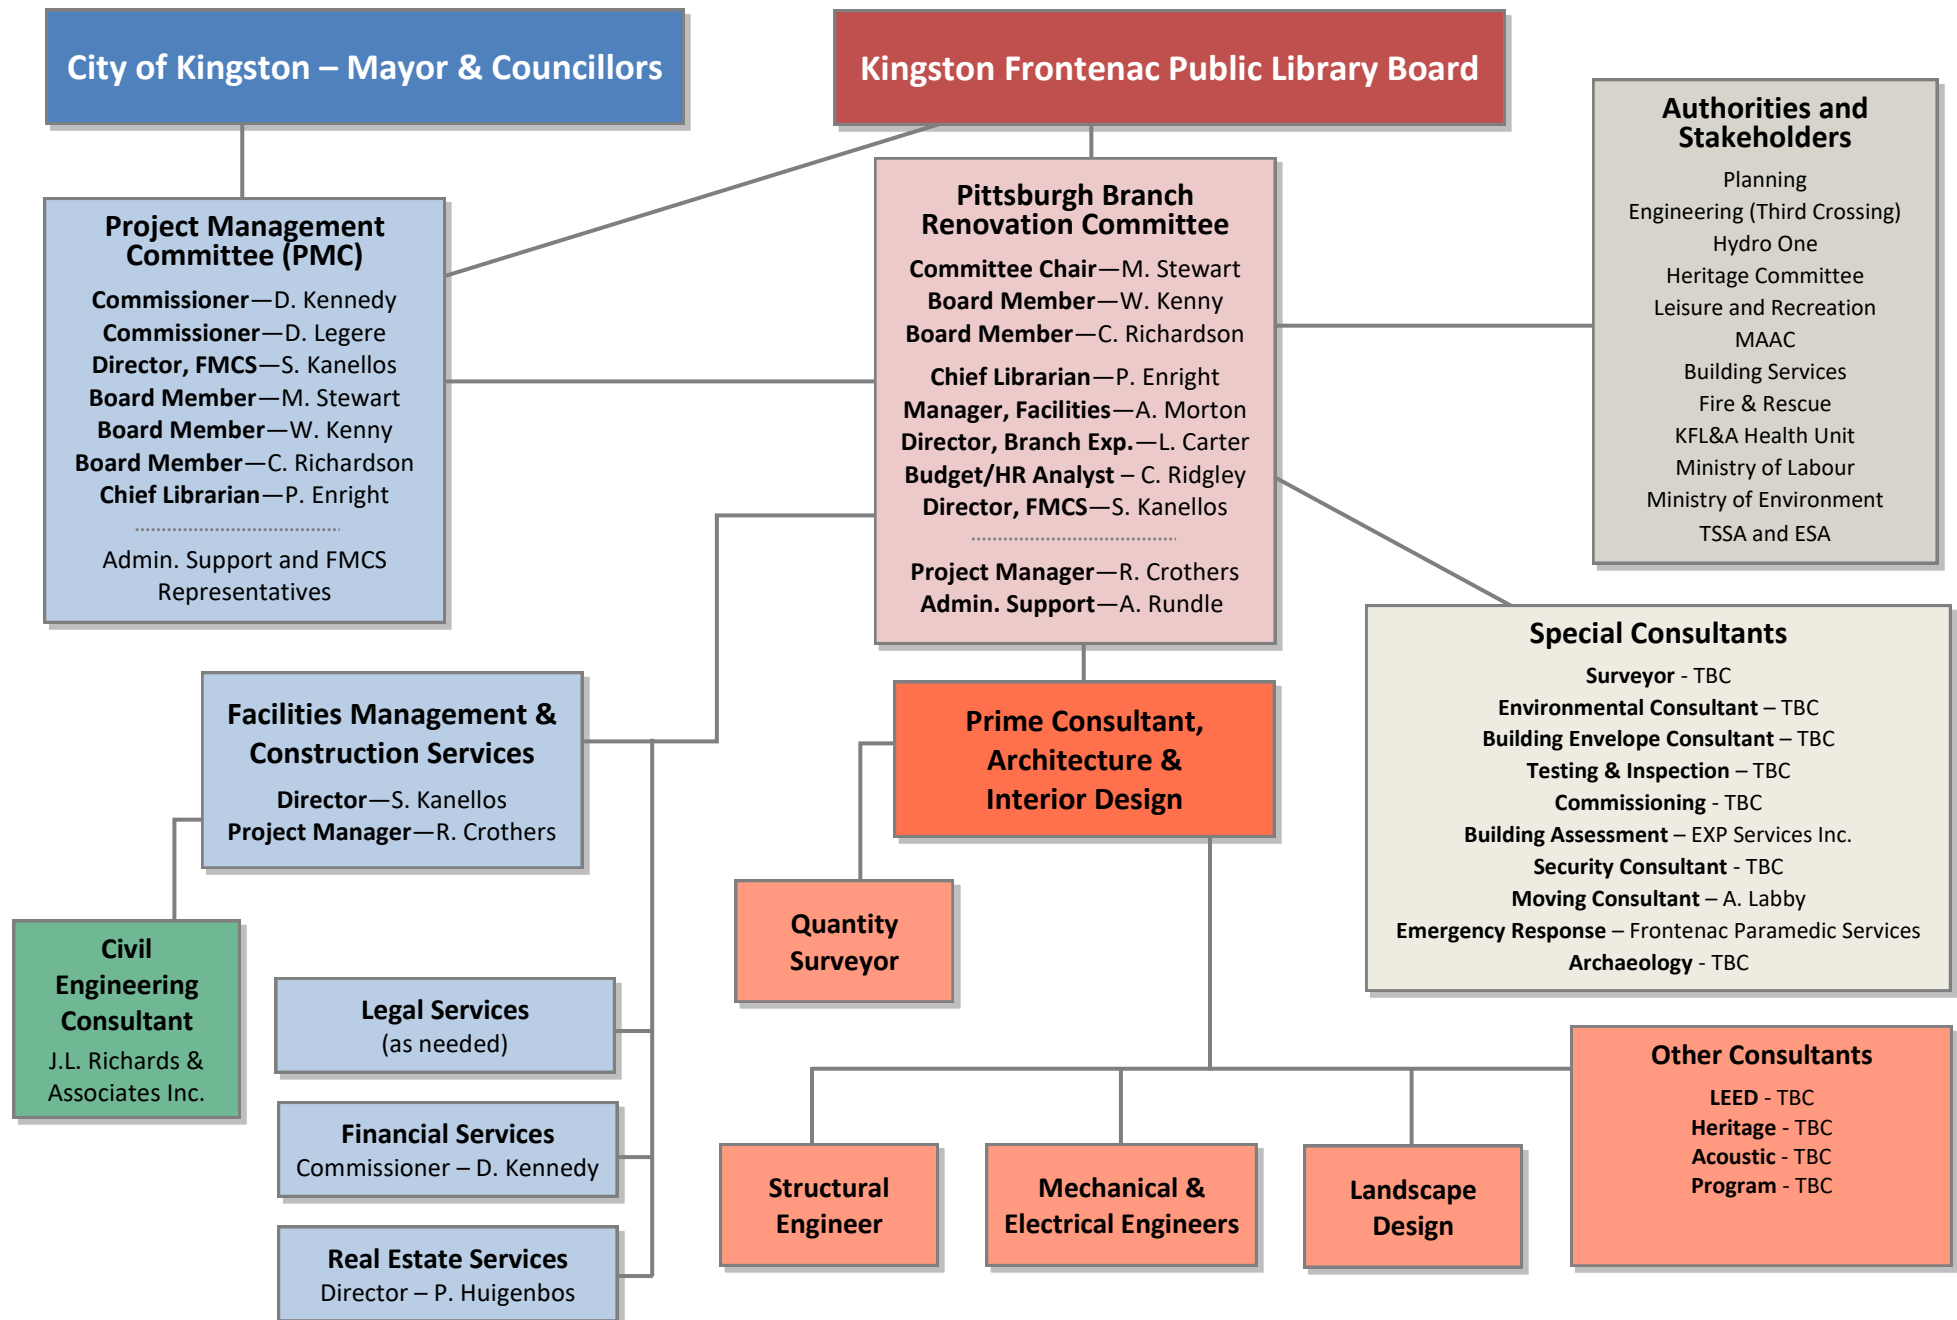 City of Kingston – Mayor & Councillors
Kingston Frontenac Public Library Board
Authorities and
Stakeholders
Planning
Engineering (Third Crossing)
Hydro One
Heritage Committee
Leisure and Recreation
MAAC
Building Services
Fire & Rescue
KFL&A Health Unit
Ministry of Labour
Ministry of Environment
TSSA and ESA
Project Management
Committee (PMC)
Commissioner—D. Kennedy
Commissioner—D. Legere
Director, FMCS—S. Kanellos
Board Member—M. Stewart
Board Member—W. Kenny
Board Member—C. Richardson
Chief Librarian—P. Enright
Admin. Support and FMCS
Representatives
Pittsburgh Branch
Renovation Committee
Committee Chair—M. Stewart
Board Member—W. Kenny
Board Member—C. Richardson
Chief Librarian—P. Enright
Manager, Facilities—A. Morton
Director, Branch Exp.—L. Carter
Budget/HR Analyst – C. Ridgley
Director, FMCS—S. Kanellos
Project Manager—R. Crothers
Admin. Support—A. Rundle
Special Consultants
Surveyor - TBC
Environmental Consultant – TBC
Building Envelope Consultant – TBC
Testing & Inspection – TBC
Commissioning - TBC
Building Assessment – EXP Services Inc.
Security Consultant - TBC
Moving Consultant – A. Labby
Emergency Response – Frontenac Paramedic Services
Archaeology - TBC
Facilities Management &
Construction Services
Director—S. Kanellos
Project Manager—R. Crothers
Prime Consultant,
Architecture &
Interior Design
Civil
Engineering
Consultant
J.L. Richards &
Associates Inc.
Quantity
Surveyor
Legal Services
(as needed)
Financial Services
Commissioner – D. Kennedy
Real Estate Services
Director – P. Huigenbos
Structural
Engineer
Mechanical &
Electrical Engineers
Landscape
Design
Other Consultants
LEED - TBC
Heritage - TBC
Acoustic - TBC
Program - TBC